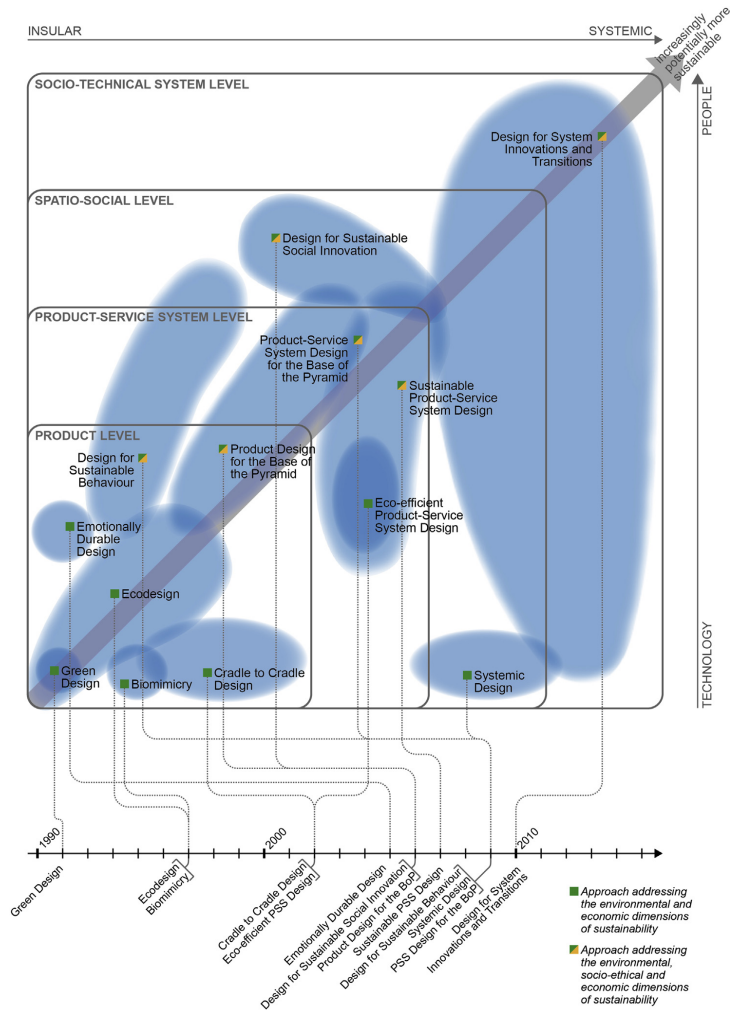 INSULAR
SYSTEMIC
Increasingly
potentially more
sustainable
SOCIO-TECHNICAL SYSTEM LEVEL
PEOPLE
Design for System
Innovations and
Transitions
SPATIO-SOCIAL LEVEL
Design for Sustainable
Social Innovation
PRODUCT-SERVICE SYSTEM LEVEL
Product-Service
System Design
for the Base of
the Pyramid
Sustainable
Product-Service
System Design
PRODUCT LEVEL
Design for
Sustainable
Behaviour
Product Design
for the Base of
the Pyramid
Emotionally
Durable
Design
Eco-efficient
Product-Service
System Design
Ecodesign
Green
Design
Biomimicry
Cradle to Cradle
Design
Systemic
Design
TECHNOLOGY
1990
2000
2010
Green Design
Ecodesign
Biomimicry
Cradle to Cradle Design
Eco-efficient PSS Design
Emotionally Durable Design
Design for Sustainable Social Innovation
Product Design for the BoP
Sustainable PSS Design
Design for Sustainable Behaviour
Systemic Design
PSS Design for the BoP
Design for System
Innovations and Transitions
Approach addressing
the environmental and
economic dimensions
of sustainability
Approach addressing
the environmental,
socio-ethical and
economic dimensions
of sustainability